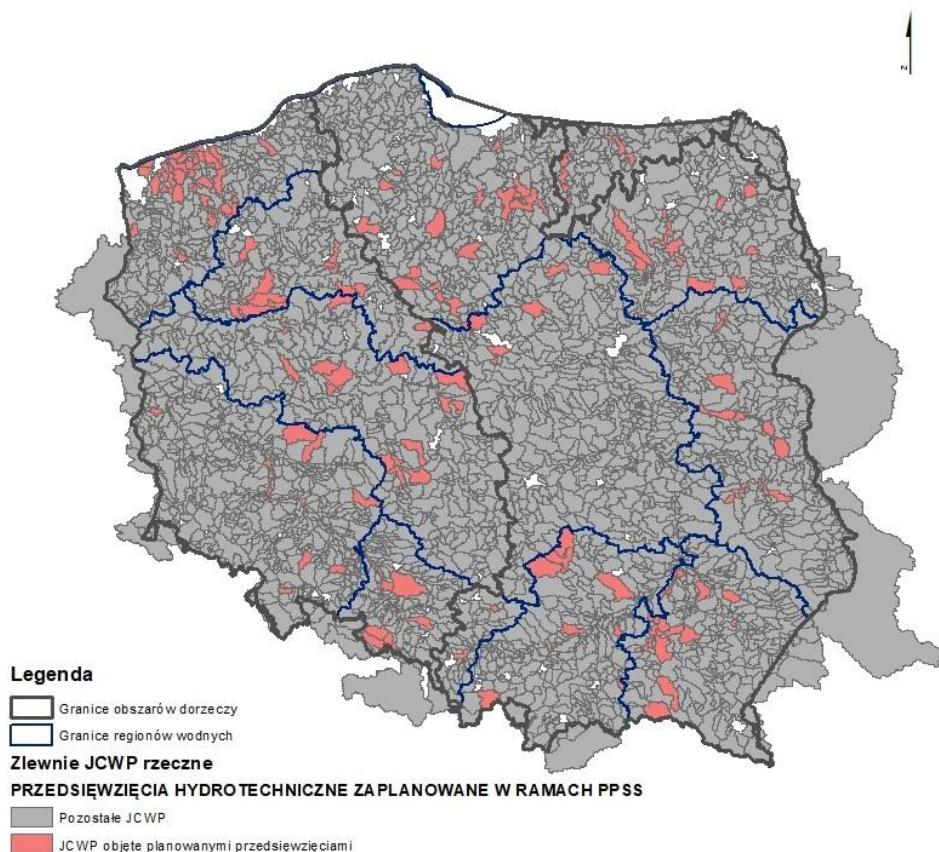 N
Legenda
Granice obszarów dorzeczy
Granice regionów wodnych
Zlewnie JCWP rzeczne
PRZEDSIĘWZIĘCIA HYDROTECHNICZNE ZAPLANOWANE W RAMACH PPSS
Pozostałe JCWP
JCWP objęte planowanymi przedsięwzięciami